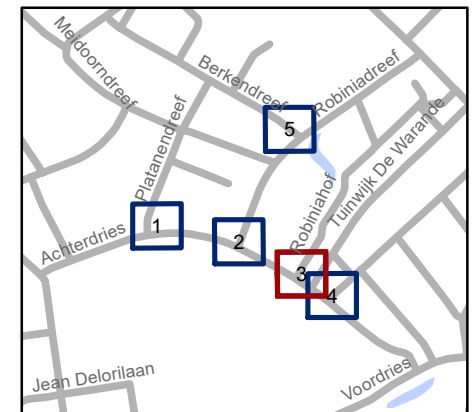 Meidoorndreef
Berkendreef
Robiniadreef
5
Platanendreef
Tuinwijk De Warande
Robiniahof
1
Achterdries
2
3
4
Jean Delorilaan
Voordries